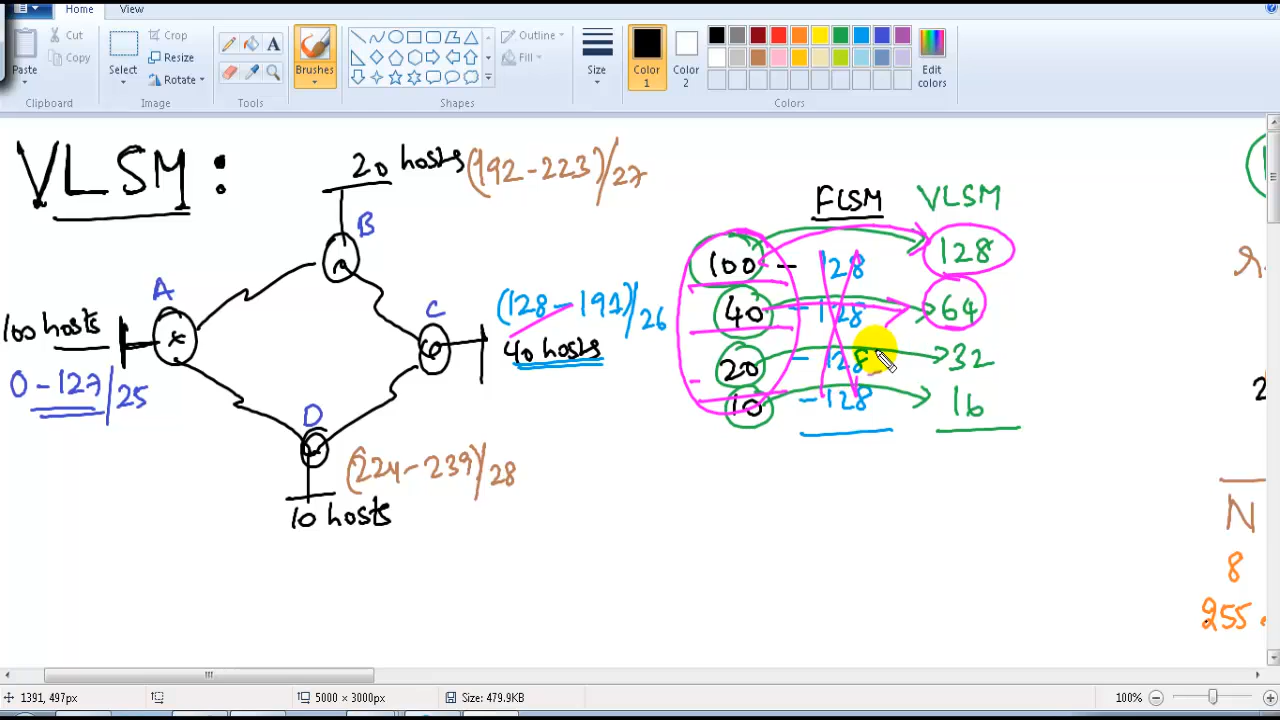 Home View
Cut
Copy
Paste
Clipboard
Select
Crop
Resize
Rotate
Image
A
Tools
Brushes
Outline
Fill
Shapes
Size
Color 1
Color 2
Edit colors
Colors
VLSM :
20 hosts (192 - 223)/27
B
A
100 hosts
0 - 127/25
C
(128 - 191)/26
40 hosts
D
(224 - 239)/28
10 hosts
FLSM VLSM
100 - 128 128
40 - 128 64
20 - 128 32
10 - 128 16
N
8
255
1391, 497px
5000 × 3000px
Size: 479.9KB
100%